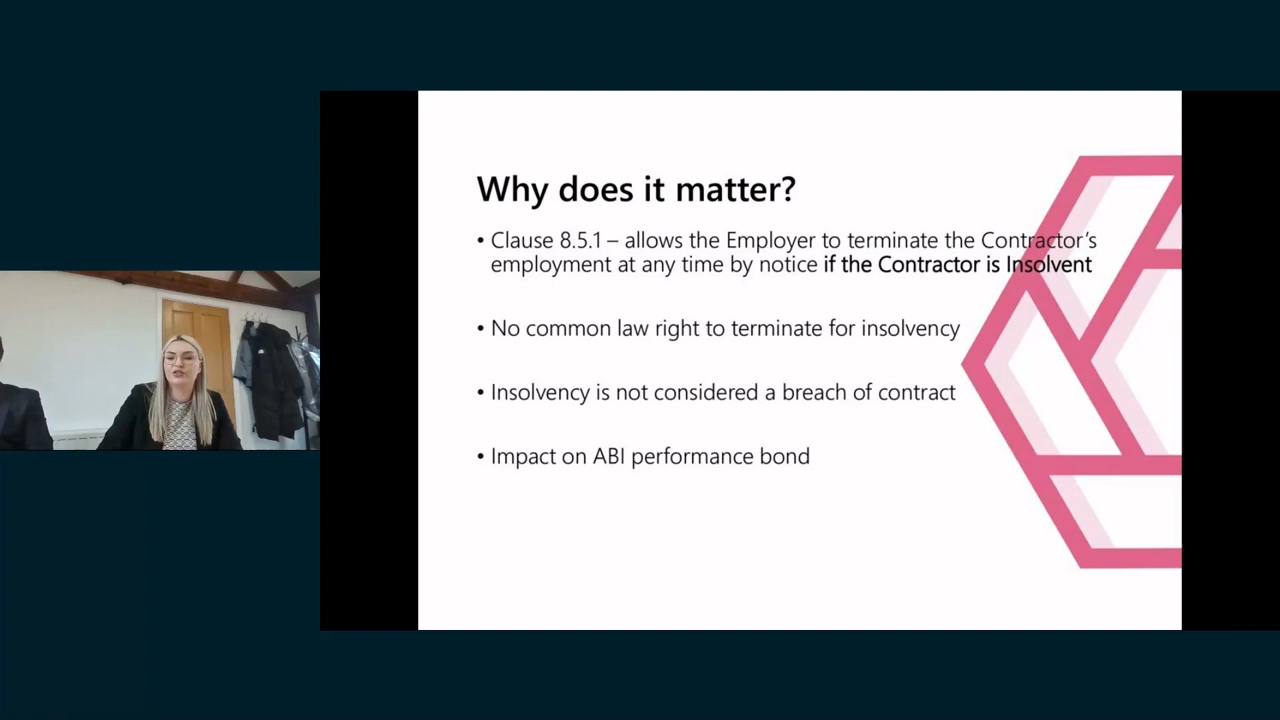 Why does it matter?
• Clause 8.5.1 – allows the Employer to terminate the Contractor's
employment at any time by notice if the Contractor is Insolvent
• No common law right to terminate for insolvency
• Insolvency is not considered a breach of contract
• Impact on ABI performance bond